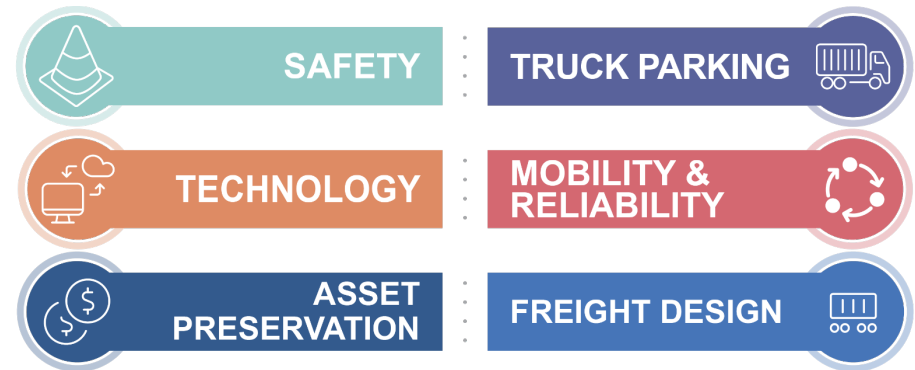 SAFETY
TRUCK PARKING
TECHNOLOGY
MOBILITY &
RELIABILITY
ASSET
PRESERVATION
FREIGHT DESIGN